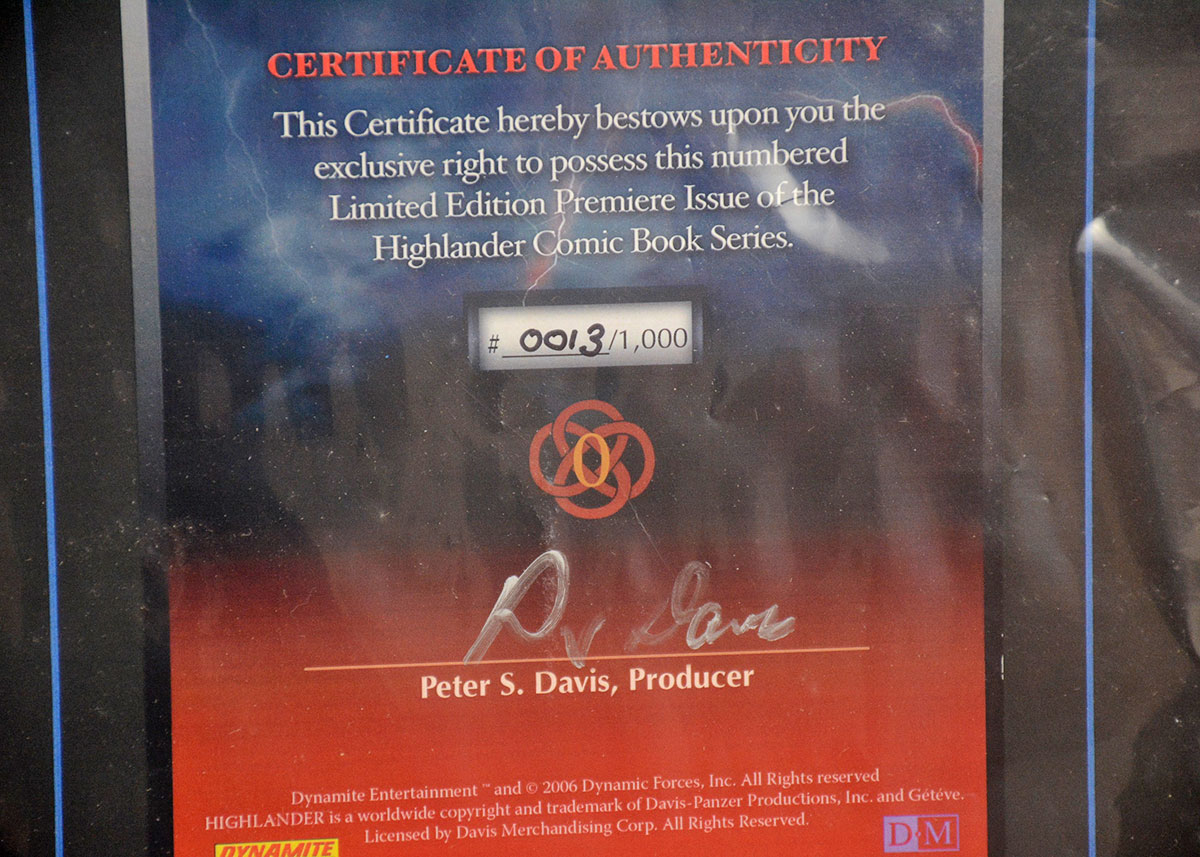 CERTIFICATE OF AUTHENTICITY
This Certificate hereby bestows upon you the
exclusive right to possess this numbered
Limited Edition Premiere Issue of the
Highlander Comic Book Series.
# 0013/1,000
0
Peter S. Davis, Producer
Dynamite Entertainment ™ and © 2006 Dynamic Forces, Inc. All Rights reserved
HIGHLANDER is a worldwide copyright and trademark of Davis-Panzer Productions, Inc. and Gétéve.
Licensed by Davis Merchandising Corp. All Rights Reserved.
DYNAMITE
D·M